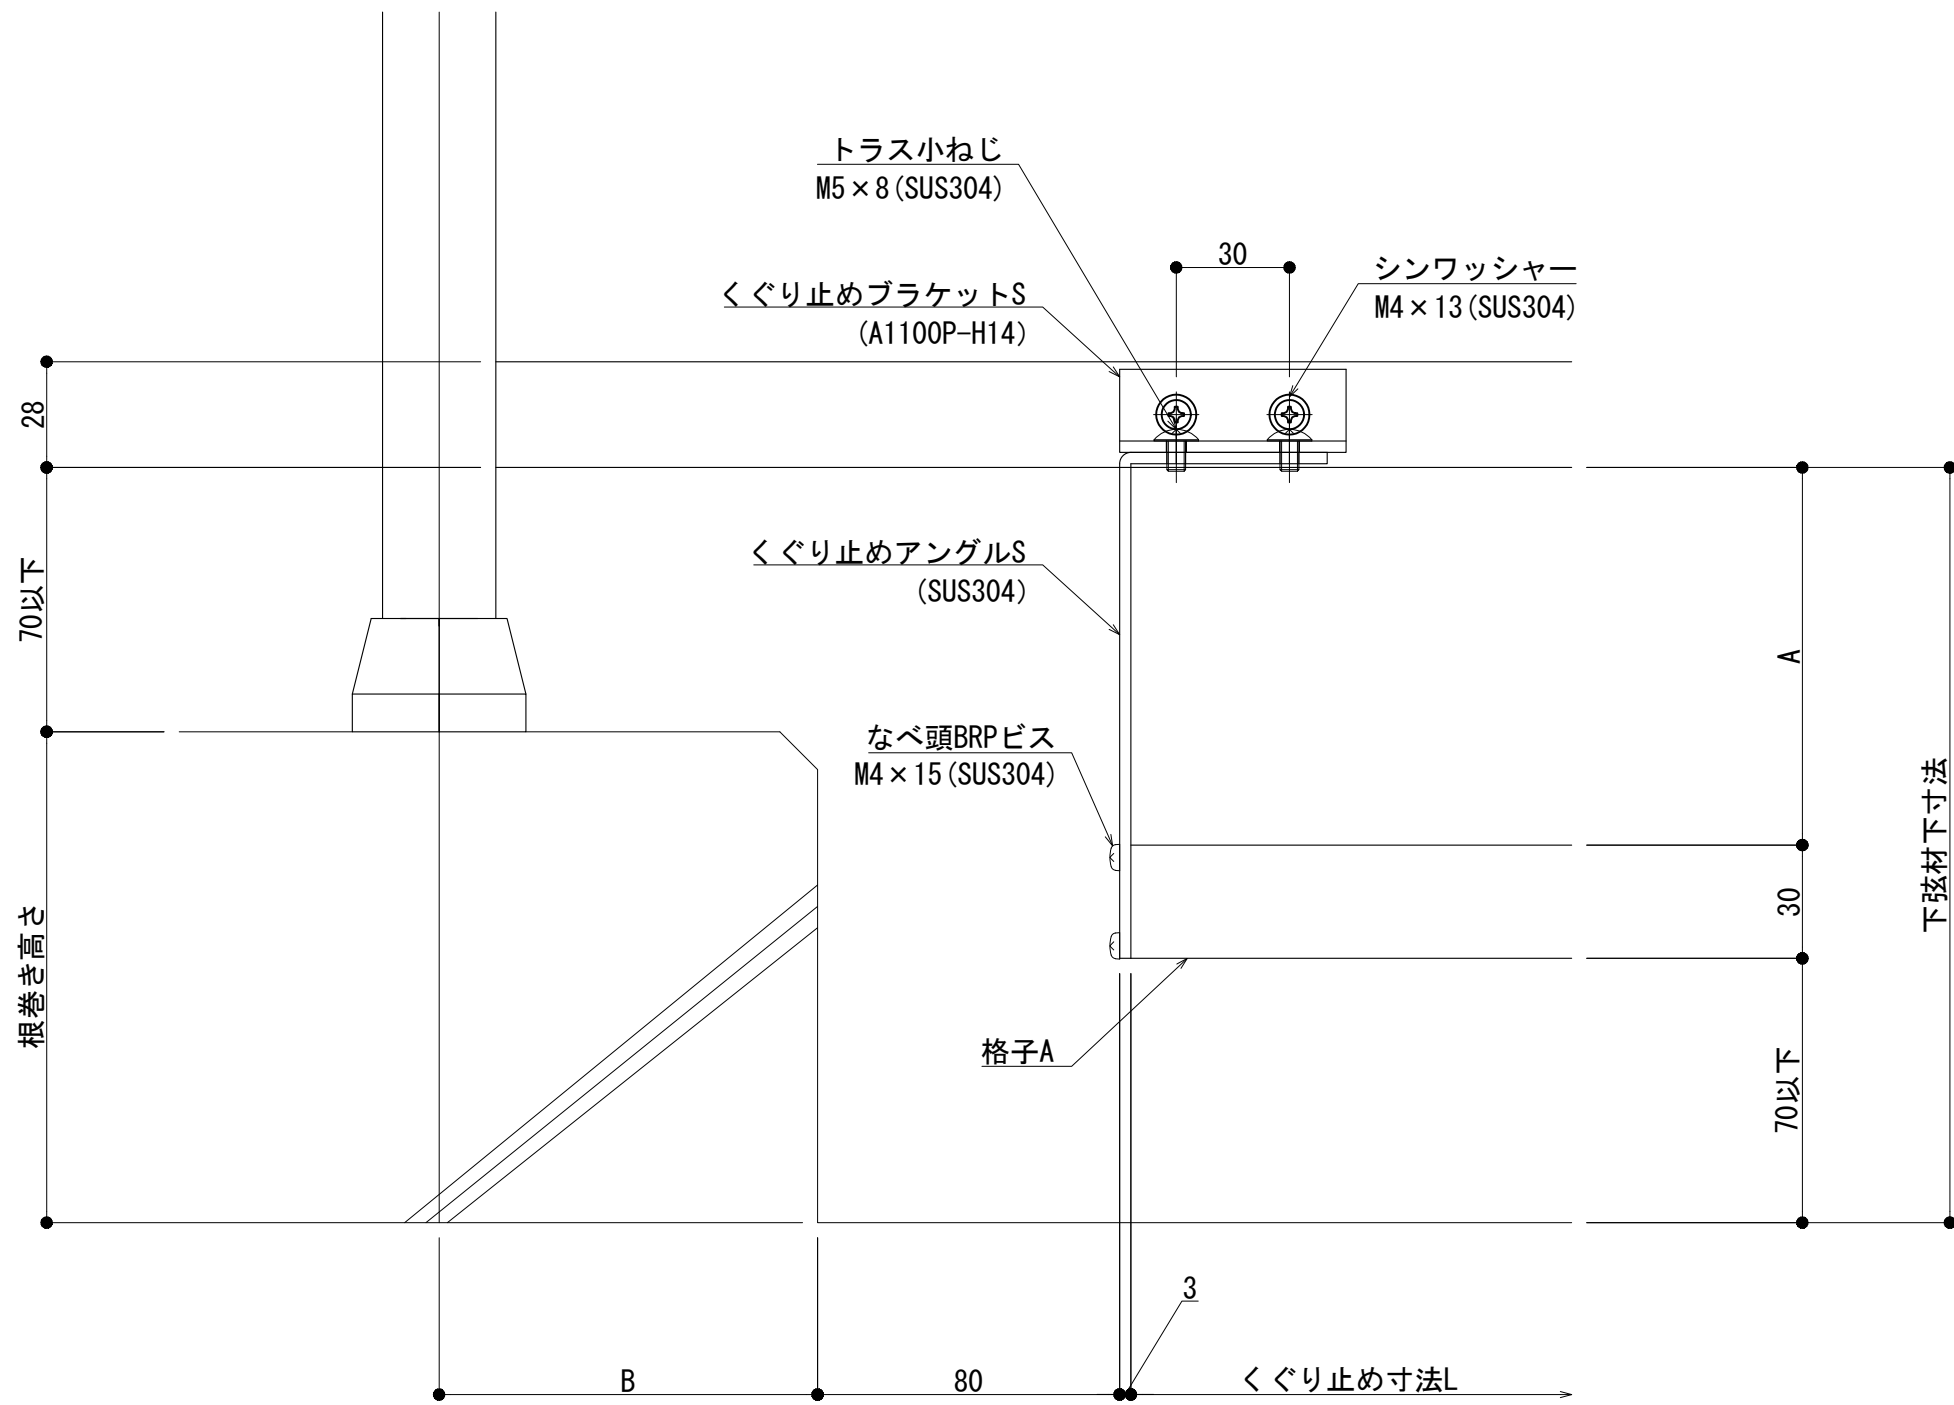 トラス小ねじ
M5×8(SUS304)
30
シンワッシャー
M4×13(SUS304)
くぐり止めブラケットS
(A1100P-H14)
28
くぐり止めアングルS
(SUS304)
70以下
A
なべ頭BRPビス
M4×15(SUS304)
下弦材下寸法
30
根巻き高さ
格子A
70以下
3
B
80
くぐり止め寸法L